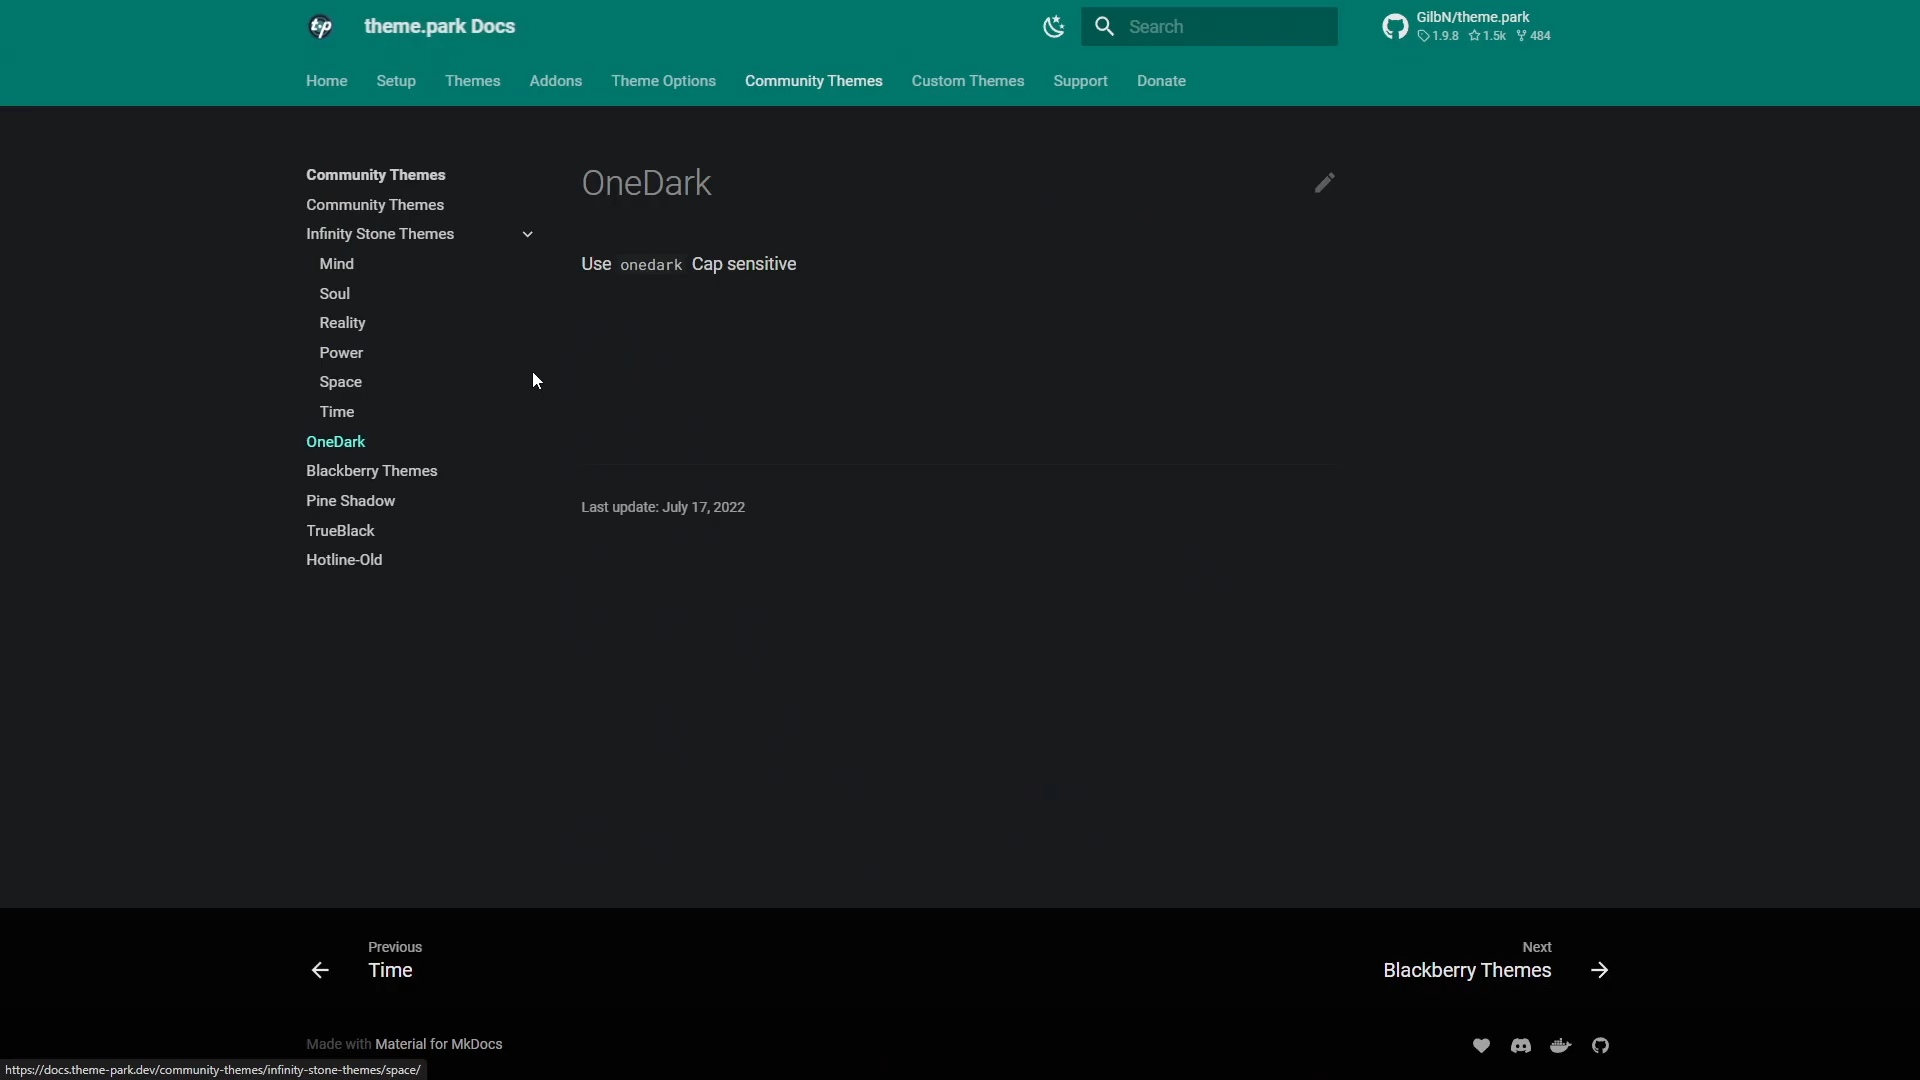 tp
theme.park Docs
Search
GilbN/theme.park
1.9.8 1.5k 484
Home Setup Themes Addons Theme Options Community Themes Custom Themes Support Donate
Community Themes
Community Themes
Infinity Stone Themes
Mind
Soul
Reality
Power
Space
Time
OneDark
Blackberry Themes
Pine Shadow
TrueBlack
Hotline-Old
OneDark
Use onedark Cap sensitive
Last update: July 17, 2022
Previous
Time
Next
Blackberry Themes
Made with Material for MkDocs
https://docs.theme-park.dev/community-themes/infinity-stone-themes/space/